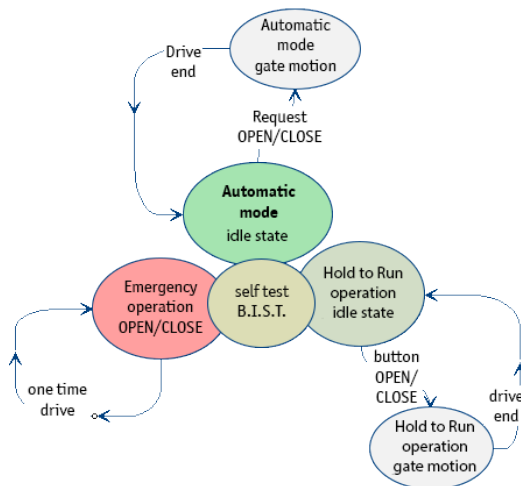 Automatic
mode
gate motion
Drive
end
Request
OPEN/CLOSE
Automatic
mode
idle state
Emergency
operation
OPEN/CLOSE
self test
B.I.S.T.
Hold to Run
operation
idle state
one time
drive
button
OPEN/
CLOSE
drive
end
Hold to Run
operation
gate motion